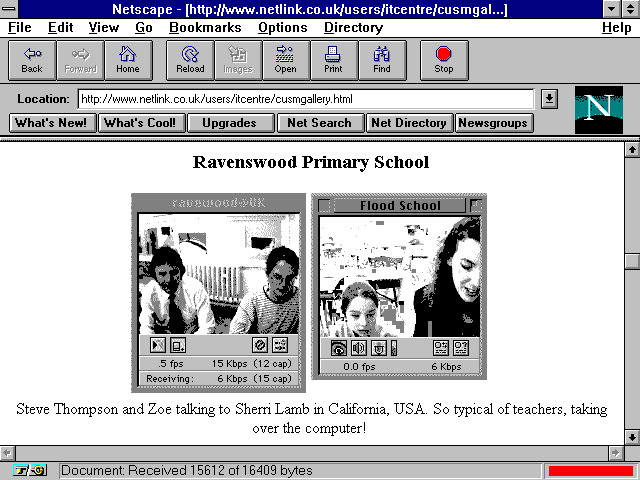 Netscape - [http://www.netlink.co.uk/users/itcentre/cusmgal...]
File Edit View Go Bookmarks Options Directory Help
Back Forward Home Reload Images Open Print Find Stop
Location: http://www.netlink.co.uk/users/itcentre/cusmgallery.html
N
What's New! What's Cool! Upgrades Net Search Net Directory Newsgroups
Ravenswood Primary School
ravenswood@UK
Flood School
.5 fps 15 Kbps (12 cap)
Receiving: 6 Kbps (15 cap)
0.0 fps 6 Kbps
Steve Thompson and Zoe talking to Sherri Lamb in California, USA. So typical of teachers, taking
over the computer!
Document: Received 15612 of 16409 bytes